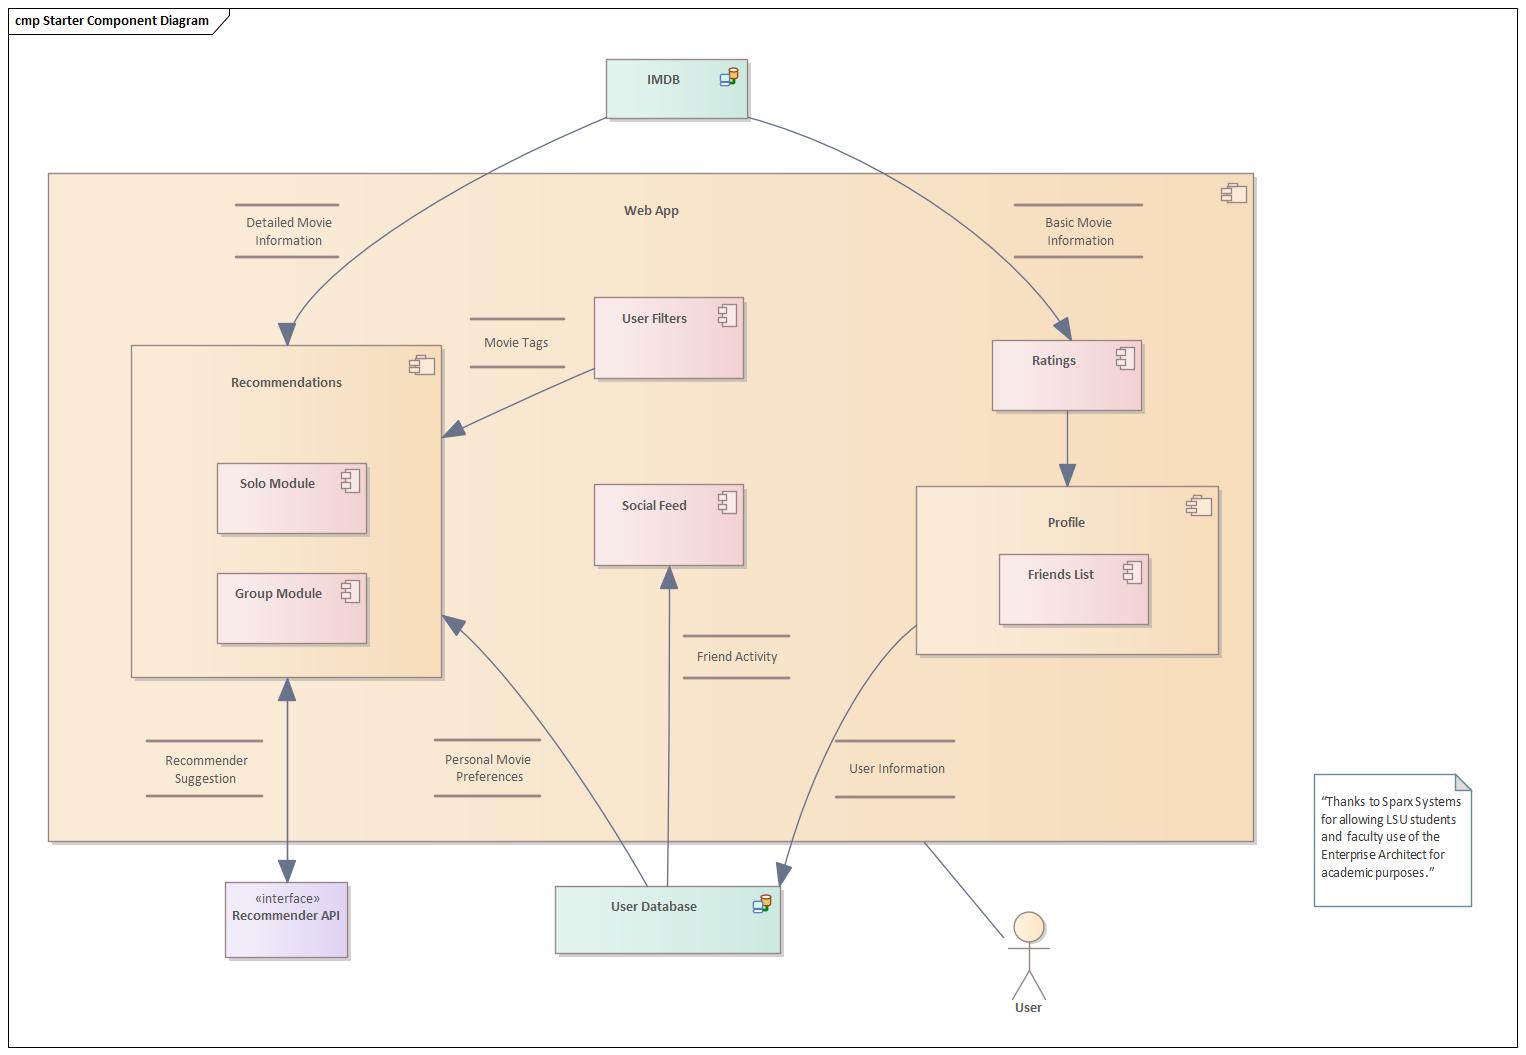 cmp Starter Component Diagram
IMDB
Web App
Detailed Movie
Information
Basic Movie
Information
User Filters
Movie Tags
Ratings
Recommendations
Solo Module
Social Feed
Profile
Friends List
Group Module
Friend Activity
Recommender
Suggestion
Personal Movie
Preferences
User Information
“Thanks to Sparx Systems
for allowing LSU students
and faculty use of the
Enterprise Architect for
academic purposes.”
«interface»
Recommender API
User Database
User